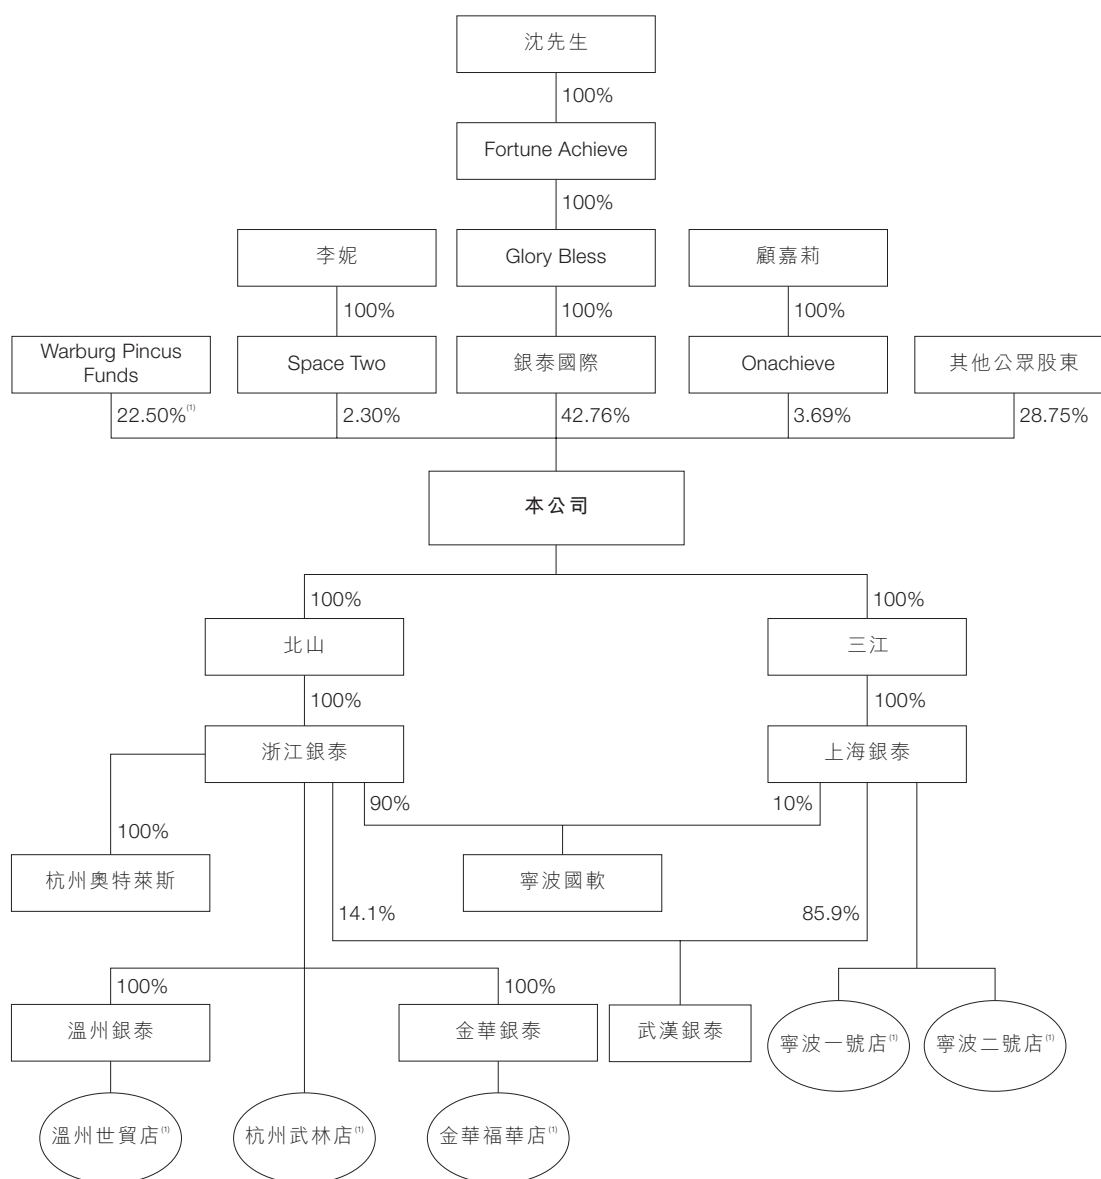 沈先生
100%
Fortune Achieve
100%
李妮
Glory Bless
顧嘉莉
100%
100%
100%
Warburg Pincus
Funds
Space Two
銀泰國際
Onachieve
其他公眾股東
22.50%(1)
2.30%
42.76%
3.69%
28.75%
本公司
100%
100%
北山
三江
100%
100%
浙江銀泰
上海銀泰
90%
10%
100%
杭州奧特萊斯
寧波國軟
14.1%
85.9%
100%
100%
溫州銀泰
金華銀泰
武漢銀泰
寧波一號店(1)
寧波二號店(1)
溫州世貿店(1)
杭州武林店(1)
金華福華店(1)